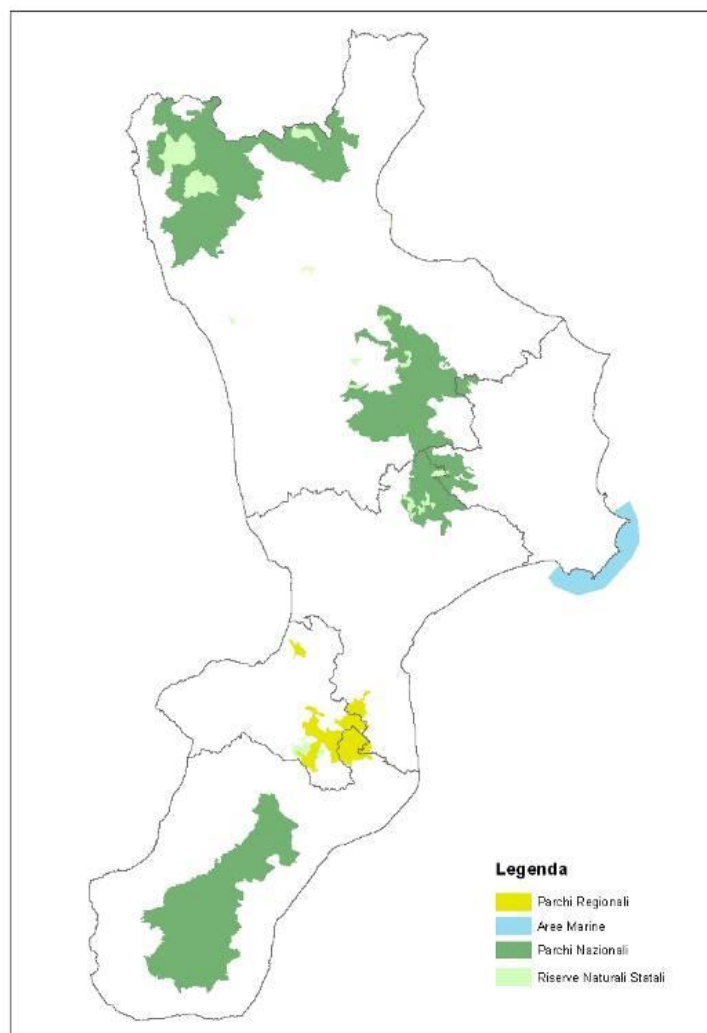 Legenda
Parchi Regionali
Aree Marine
Parchi Nazionali
Riserve Naturali Statali